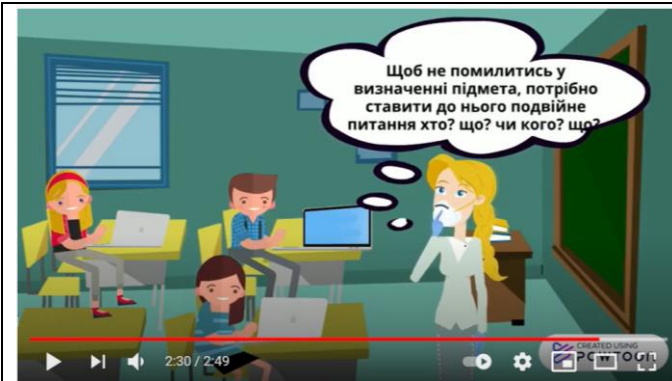 Щоб не помилитись у
визначенні підмета, потрібно
ставити до нього подвійне
питання хто? що? чи кого? що?
2:30 / 2:49
CREATED USING
POWTOON